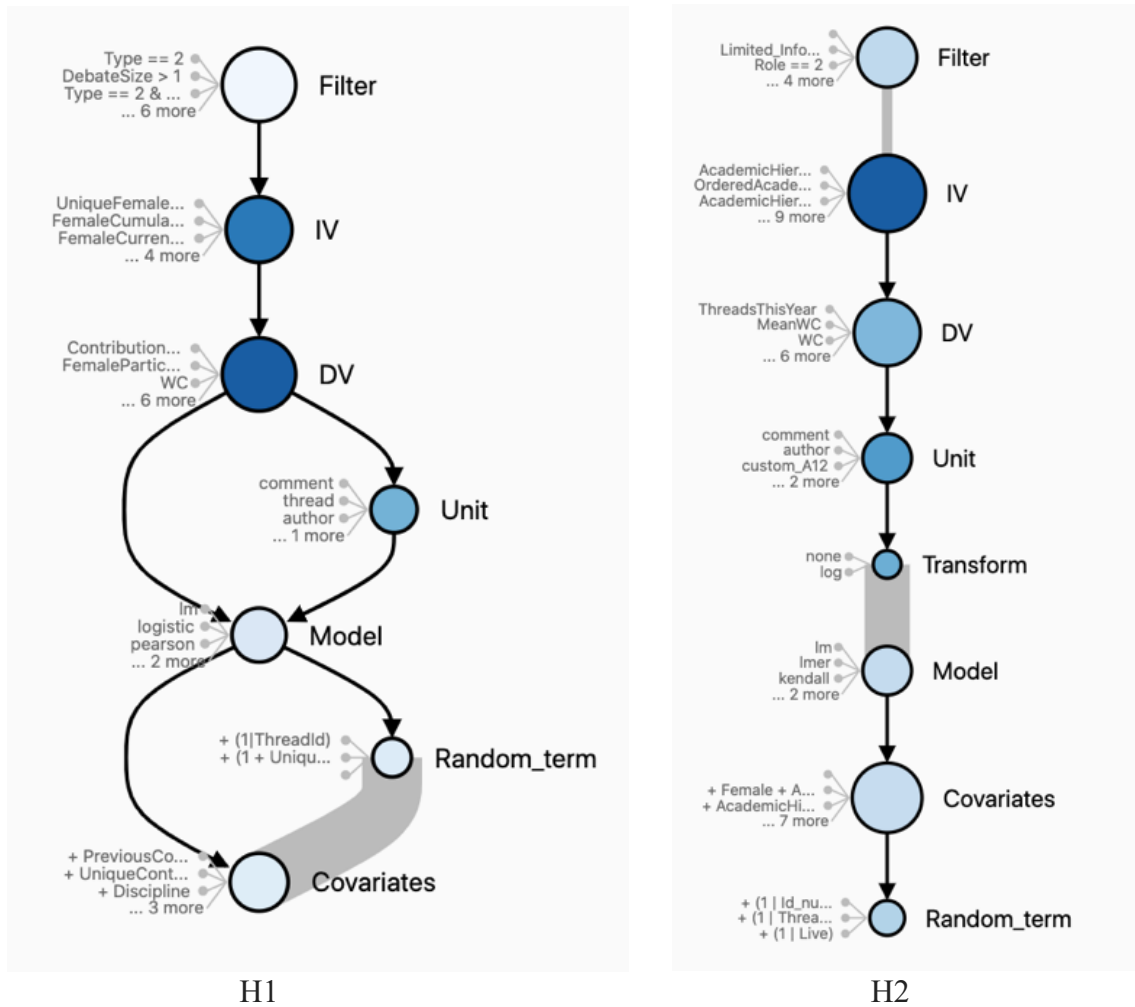 Type == 2
DebateSize > 1
Type == 2 & ...
... 6 more
Filter
UniqueFemale...
FemaleCumula...
FemaleCurren...
... 4 more
IV
Contribution...
FemalePartic...
WC
... 6 more
DV
comment
thread
author
... 1 more
Unit
lm
logistic
pearson
... 2 more
Model
+ (1|ThreadId)
+ (1 + Uniqu...
Random_term
+ PreviousCo...
+ UniqueCont...
+ Discipline
... 3 more
Covariates
H1
Limited_Info...
Role == 2
... 4 more
Filter
AcademicHier...
OrderedAcade...
AcademicHier...
... 9 more
IV
ThreadsThisYear
MeanWC
WC
... 6 more
DV
comment
author
custom_A12
... 2 more
Unit
none
log
Transform
lm
lmer
kendall
... 2 more
Model
+ Female + A...
+ AcademicHi...
... 7 more
Covariates
+ (1 | Id_nu...
+ (1 | Threa...
+ (1 | Live)
Random_term
H2